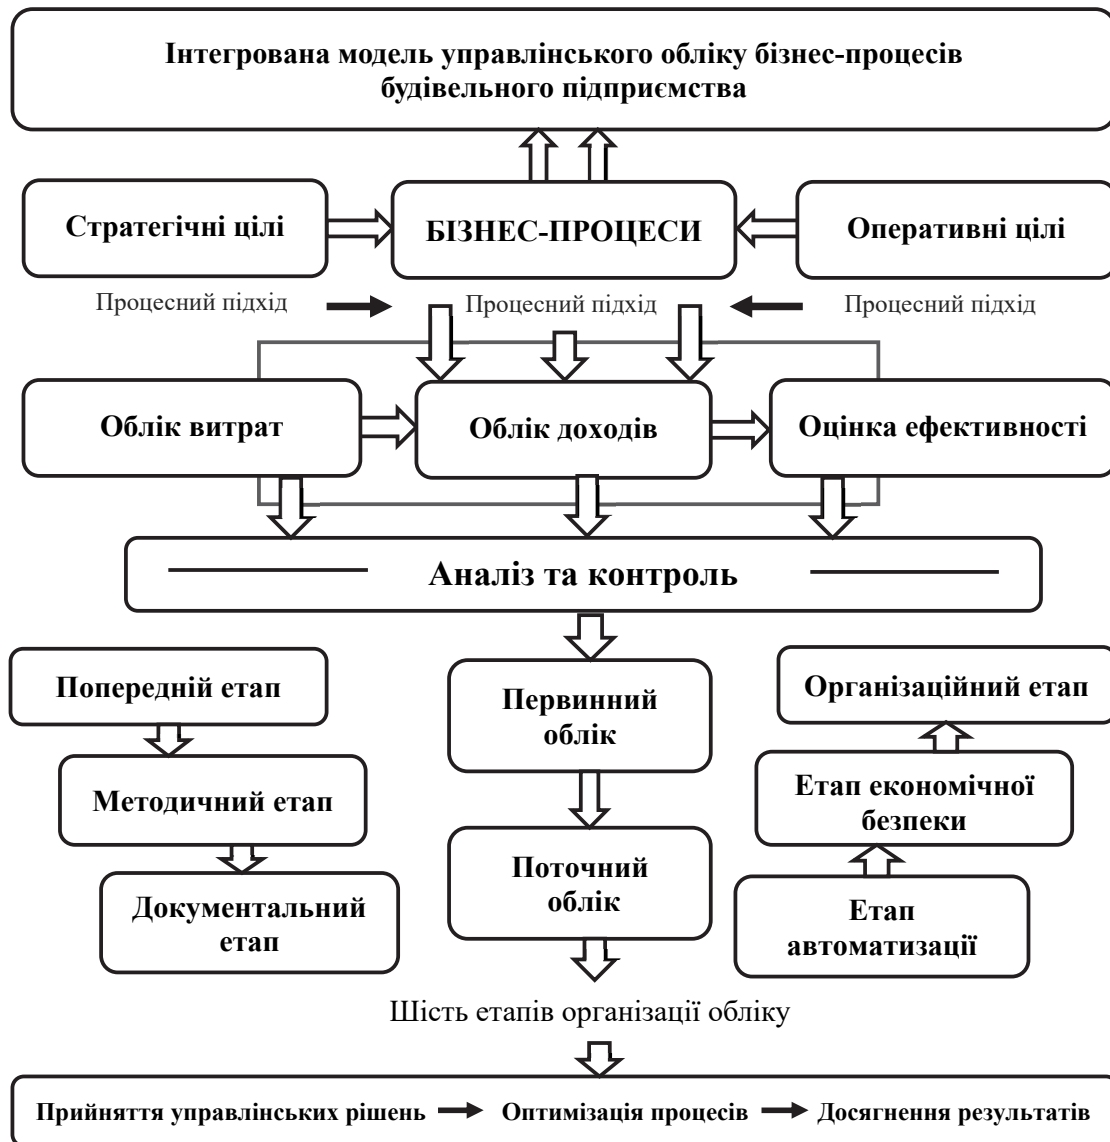 Інтегрована модель управлінського обліку бізнес-процесів
будівельного підприємства
Стратегічні цілі
БІЗНЕС-ПРОЦЕСИ
Оперативні цілі
Процесний підхід
Процесний підхід
Процесний підхід
Облік витрат
Облік доходів
Оцінка ефективності
Аналіз та контроль
Попередній етап
Методичний етап
Документальний
етап
Первинний
облік
Поточний
облік
Організаційний етап
Етап економічної
безпеки
Етап
автоматизації
Шість етапів організації обліку
Прийняття управлінських рішень
Оптимізація процесів
Досягнення результатів